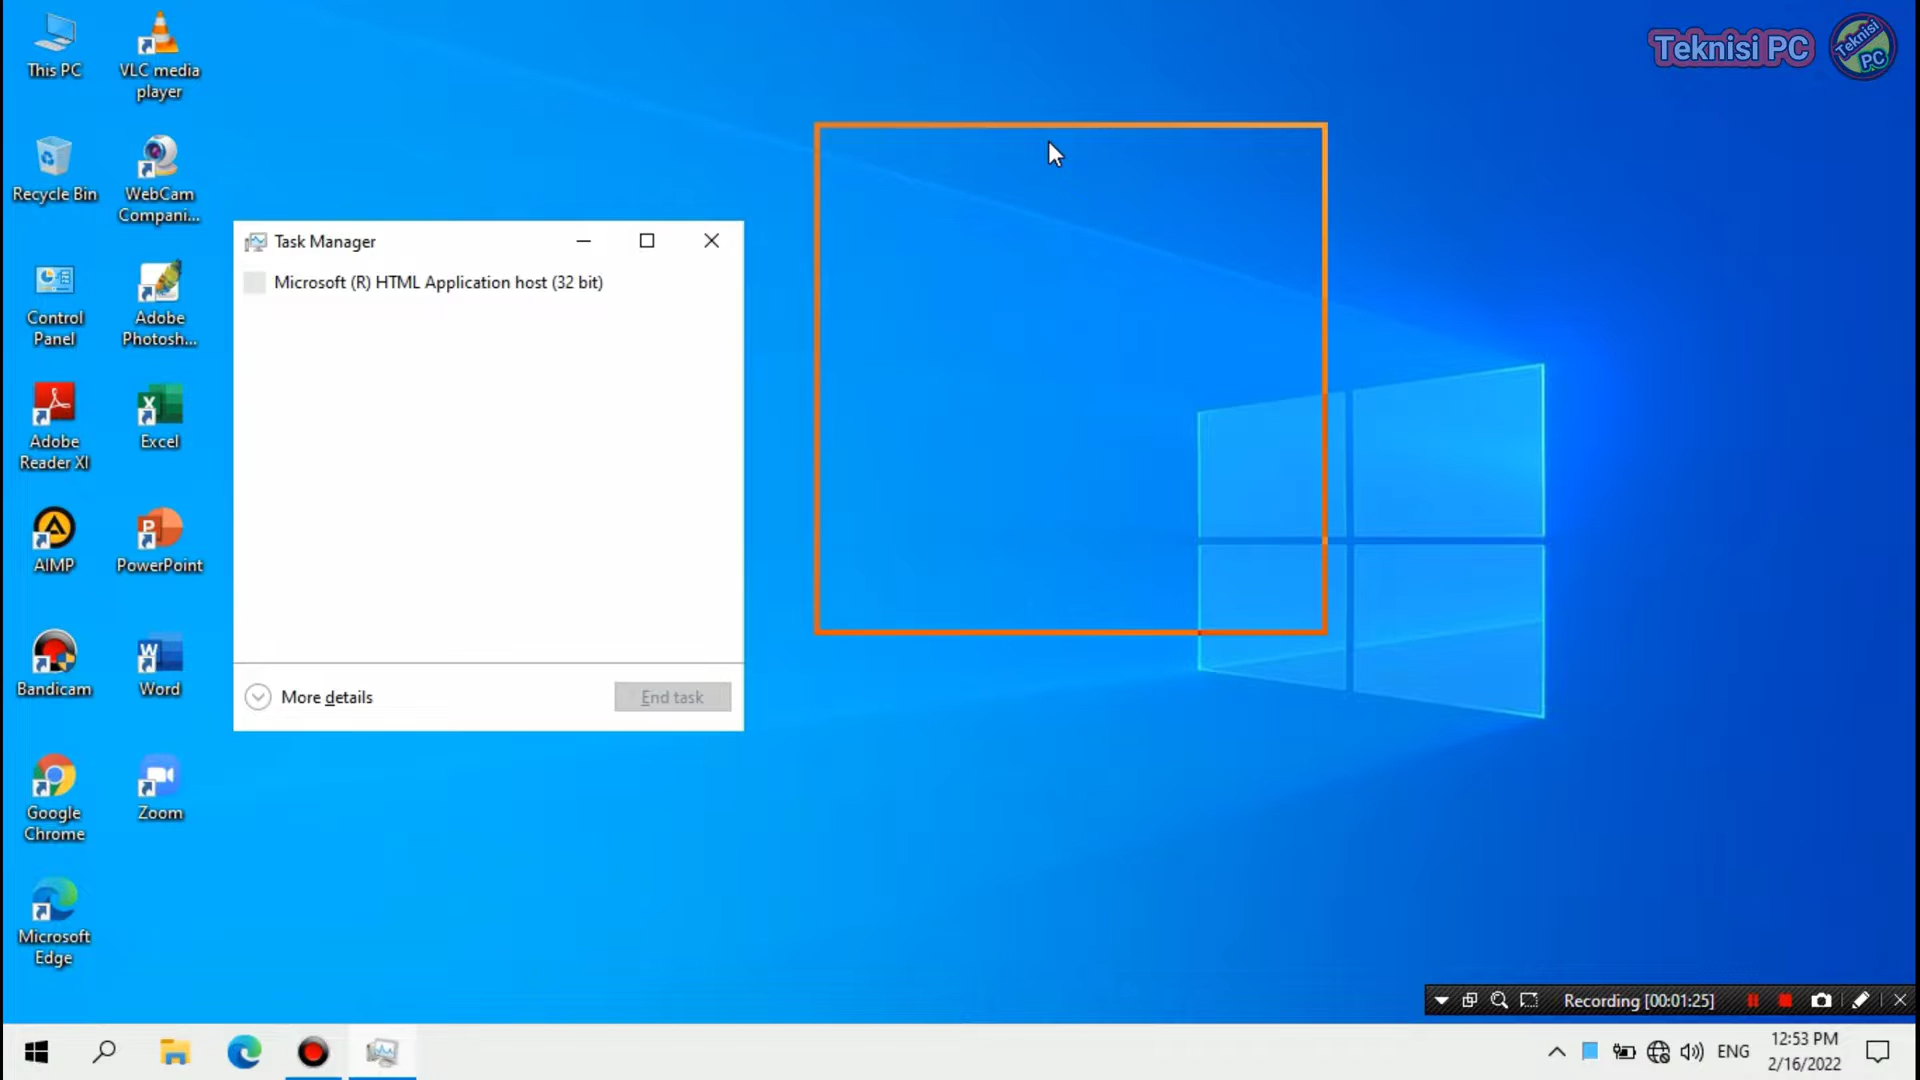 This PC
VLC media
player
Teknisi PC
Teknisi
PC
Recycle Bin
WebCam
Compani...
Task Manager
Microsoft (R) HTML Application host (32 bit)
Control
Panel
Adobe
Photosh...
Adobe
Reader XI
Excel
AIMP
PowerPoint
Bandicam
Word
More details
End task
Google
Chrome
Zoom
Microsoft
Edge
Recording [00:01:25]
ENG
12:53 PM
2/16/2022